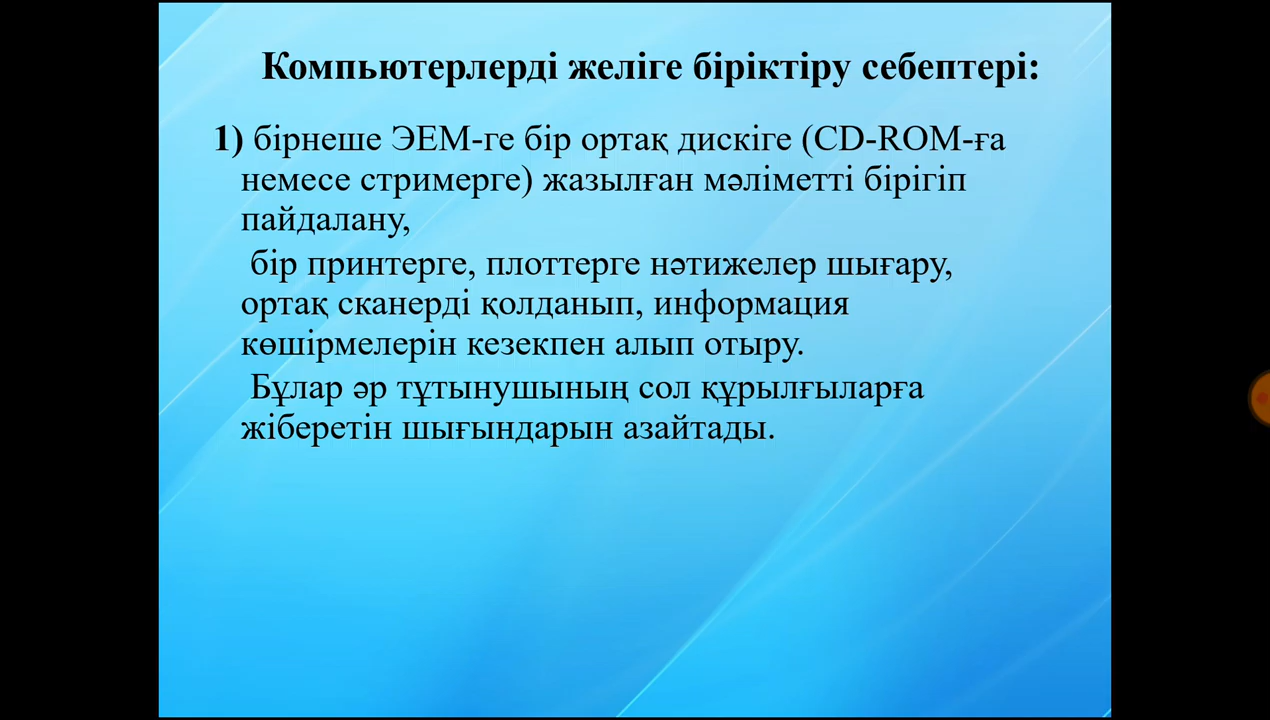 Компьютерлерді желіге біріктіру себептері:
1) бірнеше ЭЕМ-ге бір ортақ дискіге (CD-ROM-ға
немесе стримерге) жазылған мәліметті бірігіп
пайдалану,
бір принтерге, плоттерге нәтижелер шығару,
ортақ сканерді қолданып, информация
көшірмелерін кезекпен алып отыру.
Бұлар әр тұтынушының сол құрылғыларға
жіберетін шығындарын азайтады.